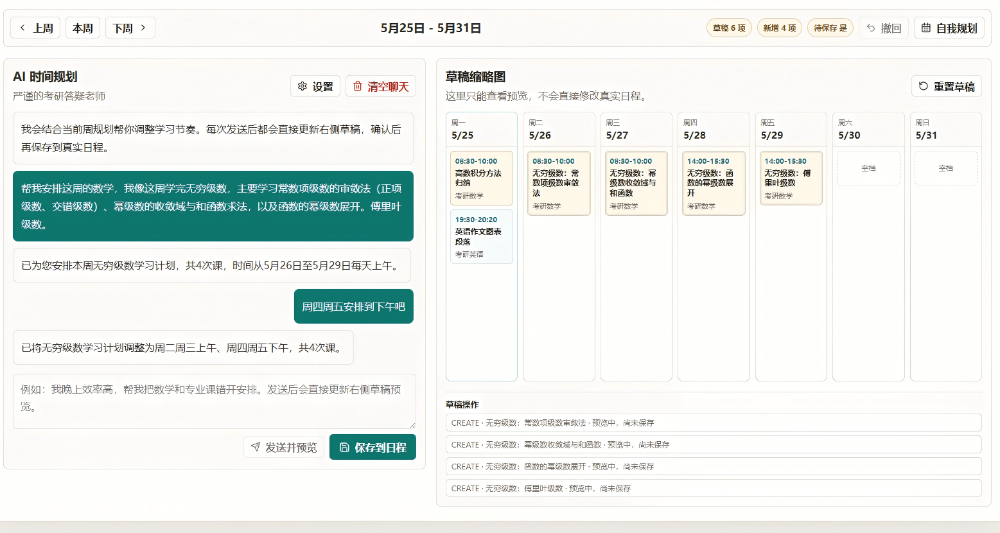 上周
本周
下周
5月25日 - 5月31日
草稿 6 项
新增 4 项
待保存 是
撤回
自我规划
AI 时间规划
严谨的考研答疑老师
设置
清空聊天
我会结合当前周规划帮你调整学习节奏。每次发送后都会直接更新右侧草稿，确认后
再保存到真实日程。
帮我安排这周的数学，我像这周学完无穷级数，主要学习常数项级数的审敛法（正项
级数、交错级数）、幂级数的收敛域与和函数求法，以及函数的幂级数展开。傅里叶
级数。
已为您安排本周无穷级数学习计划，共4次课，时间从5月26日至5月29日每天上午。
周四周五安排到下午吧
已将无穷级数学习计划调整为周二周三上午、周四周五下午，共4次课。
例如：我晚上效率高，帮我把数学和专业课错开安排。发送后会直接更新右侧草稿预
览。
发送并预览
保存到日程
草稿缩略图
这里只能查看预览，不会直接修改真实日程。
重置草稿
周一
5/25
08:30-10:00
高数积分方法
归纳
考研数学
19:30-20:20
英语作文图表
段落
考研英语
周二
5/26
08:30-10:00
无穷级数：常
数项级数审敛
法
考研数学
周三
5/27
08:30-10:00
无穷级数：幂
级数收敛域与
和函数
考研数学
周四
5/28
14:00-15:30
无穷级数：函
数的幂级数展
开
考研数学
周五
5/29
14:00-15:30
无穷级数：傅
里叶级数
考研数学
周六
5/30
空档
周日
5/31
空档
草稿操作
CREATE · 无穷级数：常数项级数审敛法 · 预览中，尚未保存
CREATE · 无穷级数：幂级数收敛域与和函数 · 预览中，尚未保存
CREATE · 无穷级数：函数的幂级数展开 · 预览中，尚未保存
CREATE · 无穷级数：傅里叶级数 · 预览中，尚未保存